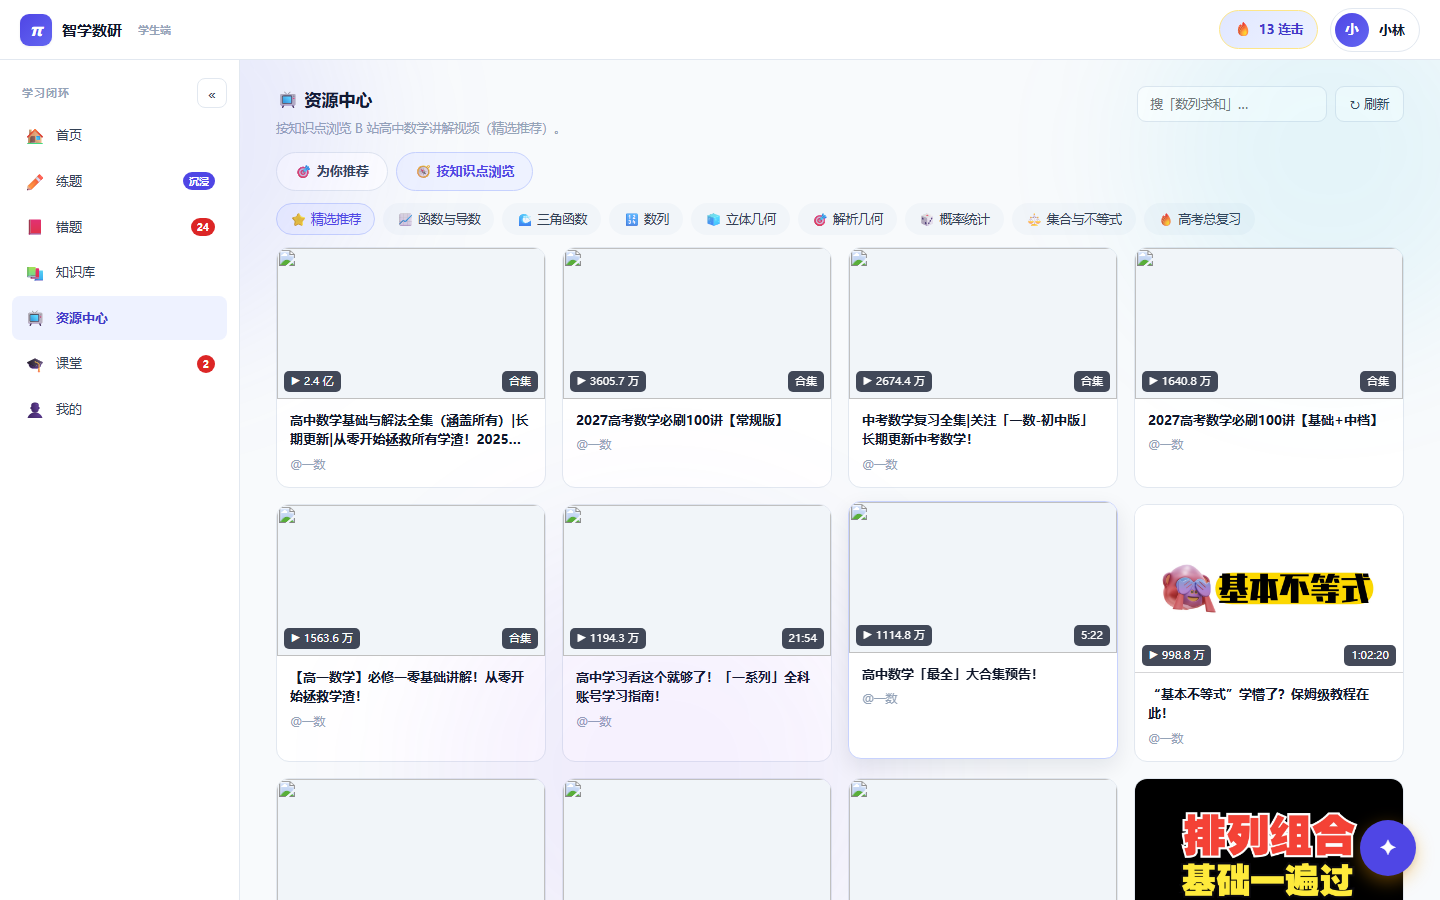 π 智学数研 学生端
13 连击
小 小林
学习闭环
«
首页
练题 沉浸
错题 24
知识库
资源中心
课堂 2
我的
资源中心
按知识点浏览 B 站高中数学讲解视频（精选推荐）。
搜「数列求和」...
↻ 刷新
为你推荐 按知识点浏览
精选推荐 函数与导数 三角函数 数列 立体几何 解析几何 概率统计 集合与不等式 高考总复习
▶ 2.4 亿 合集
高中数学基础与解法全集（涵盖所有）|长
期更新|从零开始拯救所有学渣！2025...
@一数
▶ 3605.7 万 合集
2027高考数学必刷100讲【常规版】
@一数
▶ 2674.4 万 合集
中考数学复习全集|关注「一数-初中版」
长期更新中考数学！
@一数
▶ 1640.8 万 合集
2027高考数学必刷100讲【基础+中档】
@一数
▶ 1563.6 万 合集
【高一数学】必修一零基础讲解！从零开
始拯救学渣！
@一数
▶ 1194.3 万 21:54
高中学习看这个就够了！「一系列」全科
账号学习指南！
@一数
▶ 1114.8 万 5:22
高中数学「最全」大合集预告！
@一数
基本不等式
▶ 998.8 万 1:02:20
“基本不等式”学懵了？保姆级教程在
此！
@一数
排列组合
基础一遍过